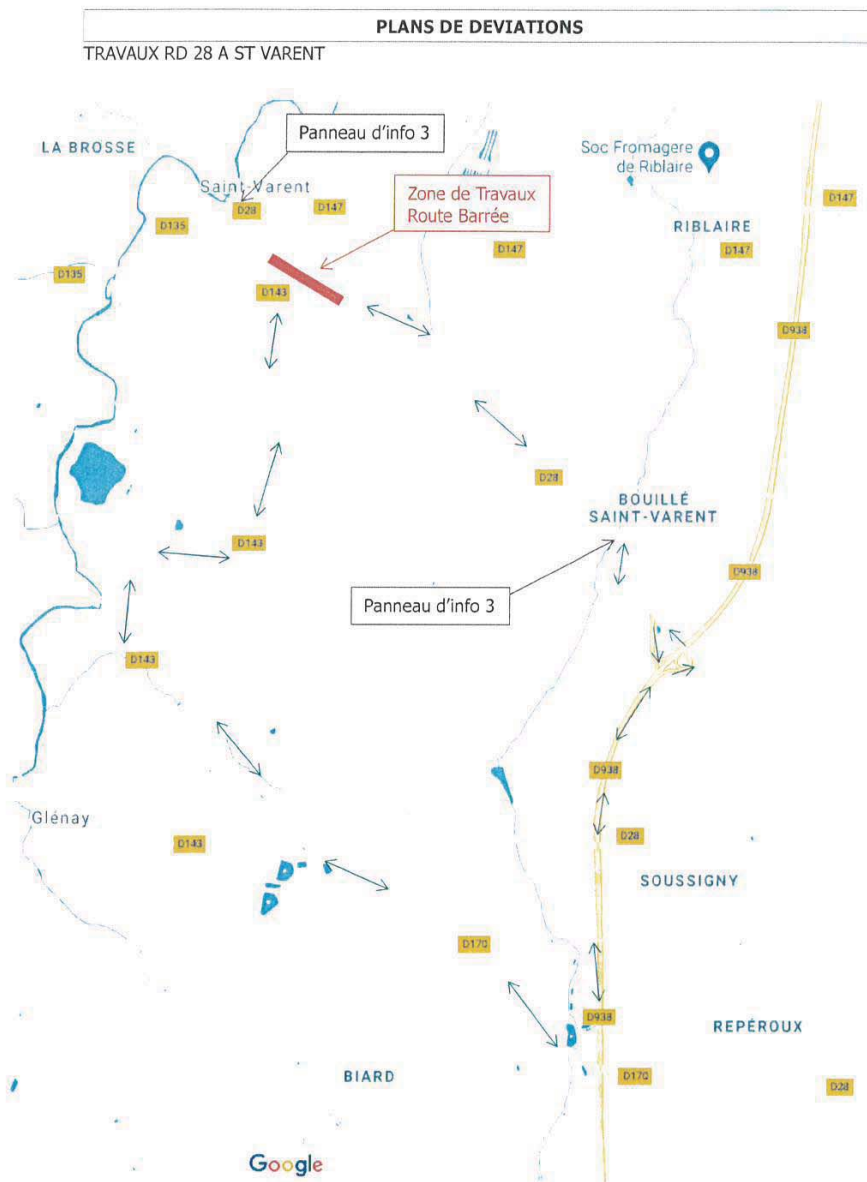 PLANS DE DEVIATIONS
TRAVAUX RD 28 A ST VARENT
Panneau d'info 3
LA BROSSE
Soc Fromagere
de Riblaire
Saint-Varent
Zone de Travaux
Route Barrée
D28
D147
D147
D135
RIBLAIRE
D147
D147
D135
D143
D938
D28
BOUILLÉ
SAINT-VARENT
D143
D938
Panneau d'info 3
D143
D938
Glénay
D143
D28
SOUSSIGNY
D170
D938
REPÉROUX
BIARD
D170
D28
Google